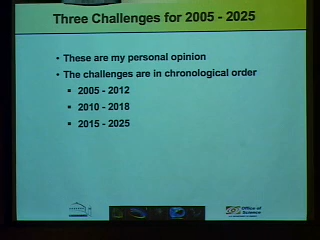 Three Challenges for 2005 - 2025
• These are my personal opinion
• The challenges are in chronological order
▪ 2005 - 2012
▪ 2010 - 2018
▪ 2015 - 2025
Office of
Science